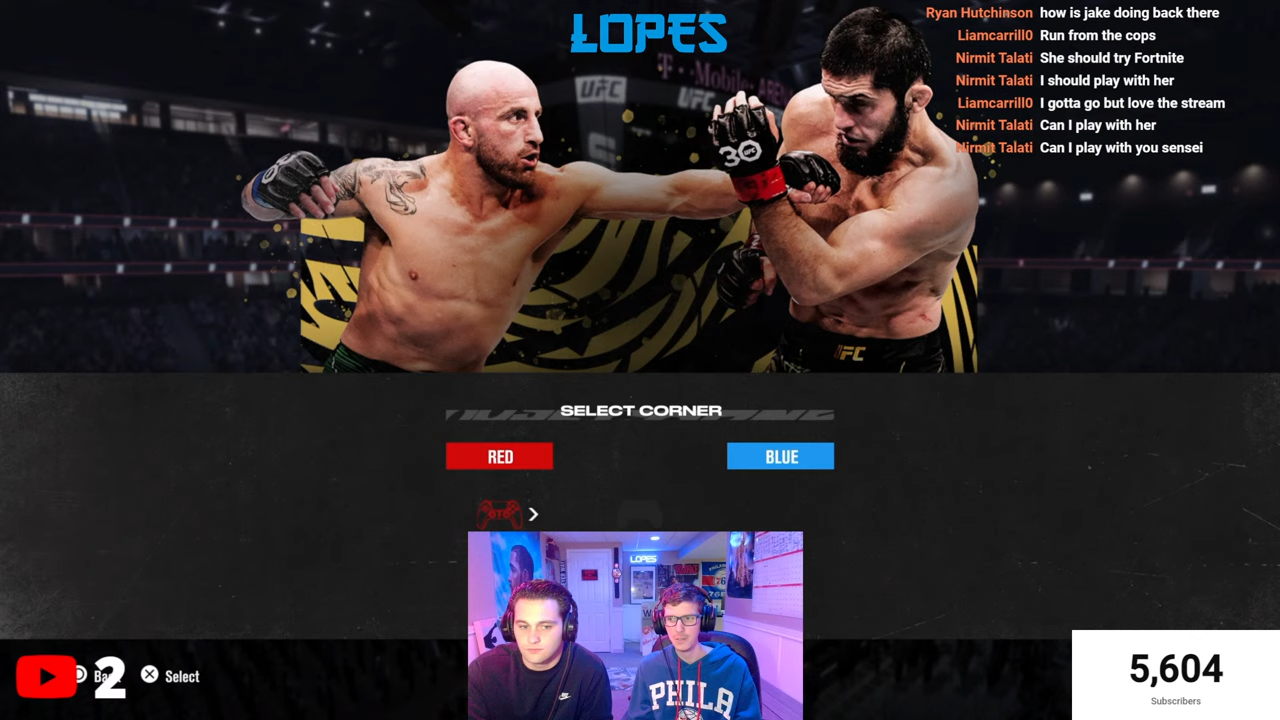 LOPES
Ryan Hutchinson how is jake doing back there
Liamcarrill0 Run from the cops
Nirmit Talati She should try Fortnite
Nirmit Talati I should play with her
Liamcarrill0 I gotta go but love the stream
Nirmit Talati Can I play with her
Nirmit Talati Can I play with you sensei
T-Mobile ARENA
UFC
UFC
30
UFC
SELECT CORNER
RED
BLUE
LOPES
PHILA
2
Select
5,604
Subscribers